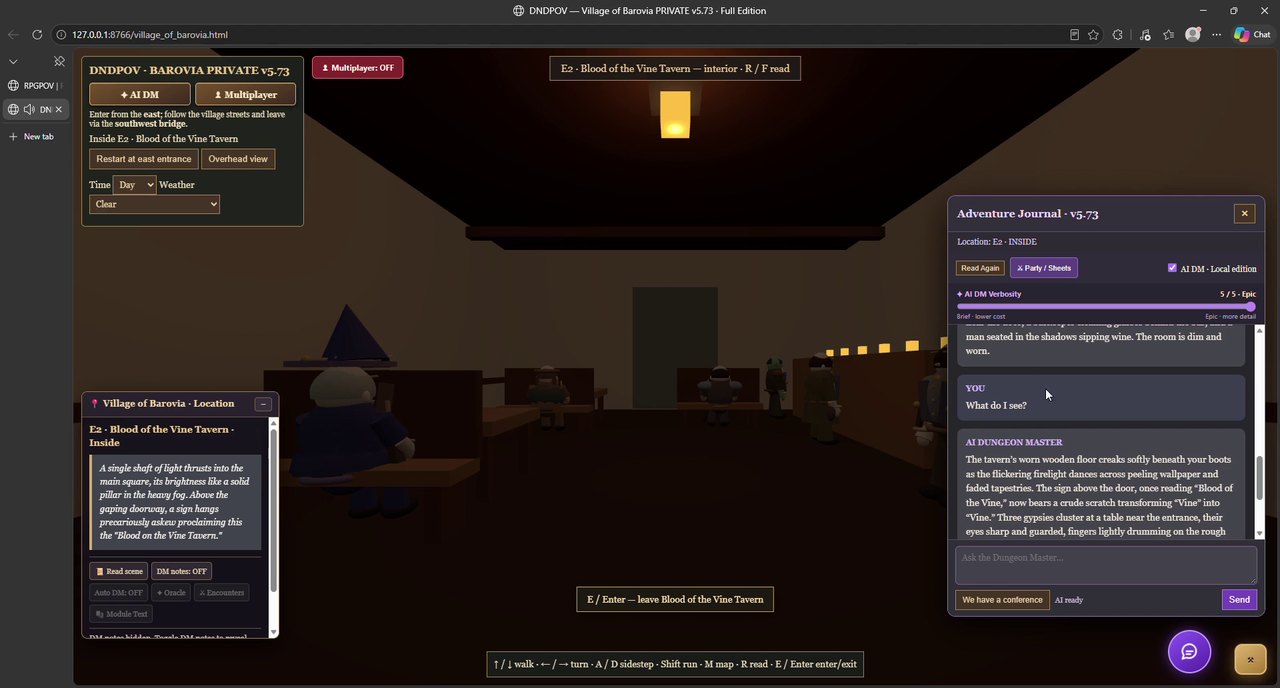 DNDPOV — Village of Barovia PRIVATE v5.73 · Full Edition
127.0.0.1:8766/village_of_barovia.html
Chat
RPGPOV |
DN
New tab
DNDPOV · BAROVIA PRIVATE v5.73
AI DM
Multiplayer
Enter from the east; follow the village streets and leave
via the southwest bridge.
Inside E2 · Blood of the Vine Tavern
Restart at east entrance
Overhead view
Time Day Weather
Clear
Multiplayer: OFF
E2 · Blood of the Vine Tavern — interior · R / F read
Village of Barovia · Location
E2 · Blood of the Vine Tavern ·
Inside
A single shaft of light thrusts into the
main square, its brightness like a solid
pillar in the heavy fog. Above the
gaping doorway, a sign hangs
precariously askew proclaiming this
the "Blood on the Vine Tavern."
Read scene
DM notes: OFF
Auto DM: OFF
Oracle
Encounters
Module Text
DM notes hidden. Toggle DM notes to reveal
E / Enter — leave Blood of the Vine Tavern
↑ / ↓ walk · ← / → turn · A / D sidestep · Shift run · M map · R read · E / Enter enter/exit
Adventure Journal · v5.73
Location: E2 · INSIDE
Read Again
Party / Sheets
AI DM · Local edition
AI DM Verbosity
5 / 5 · Epic
Brief · lower cost
Epic · more detail
man seated in the shadows sipping wine. The room is dim and
worn.
YOU
What do I see?
AI DUNGEON MASTER
The tavern's worn wooden floor creaks softly beneath your boots
as the flickering firelight dances across peeling wallpaper and
faded tapestries. The sign above the door, once reading “Blood of
the Vine,” now bears a crude scratch transforming “Vine” into
“Vine.” Three gypsies cluster at a table near the entrance, their
eyes sharp and guarded, fingers lightly drumming on the rough
Ask the Dungeon Master...
We have a conference
AI ready
Send